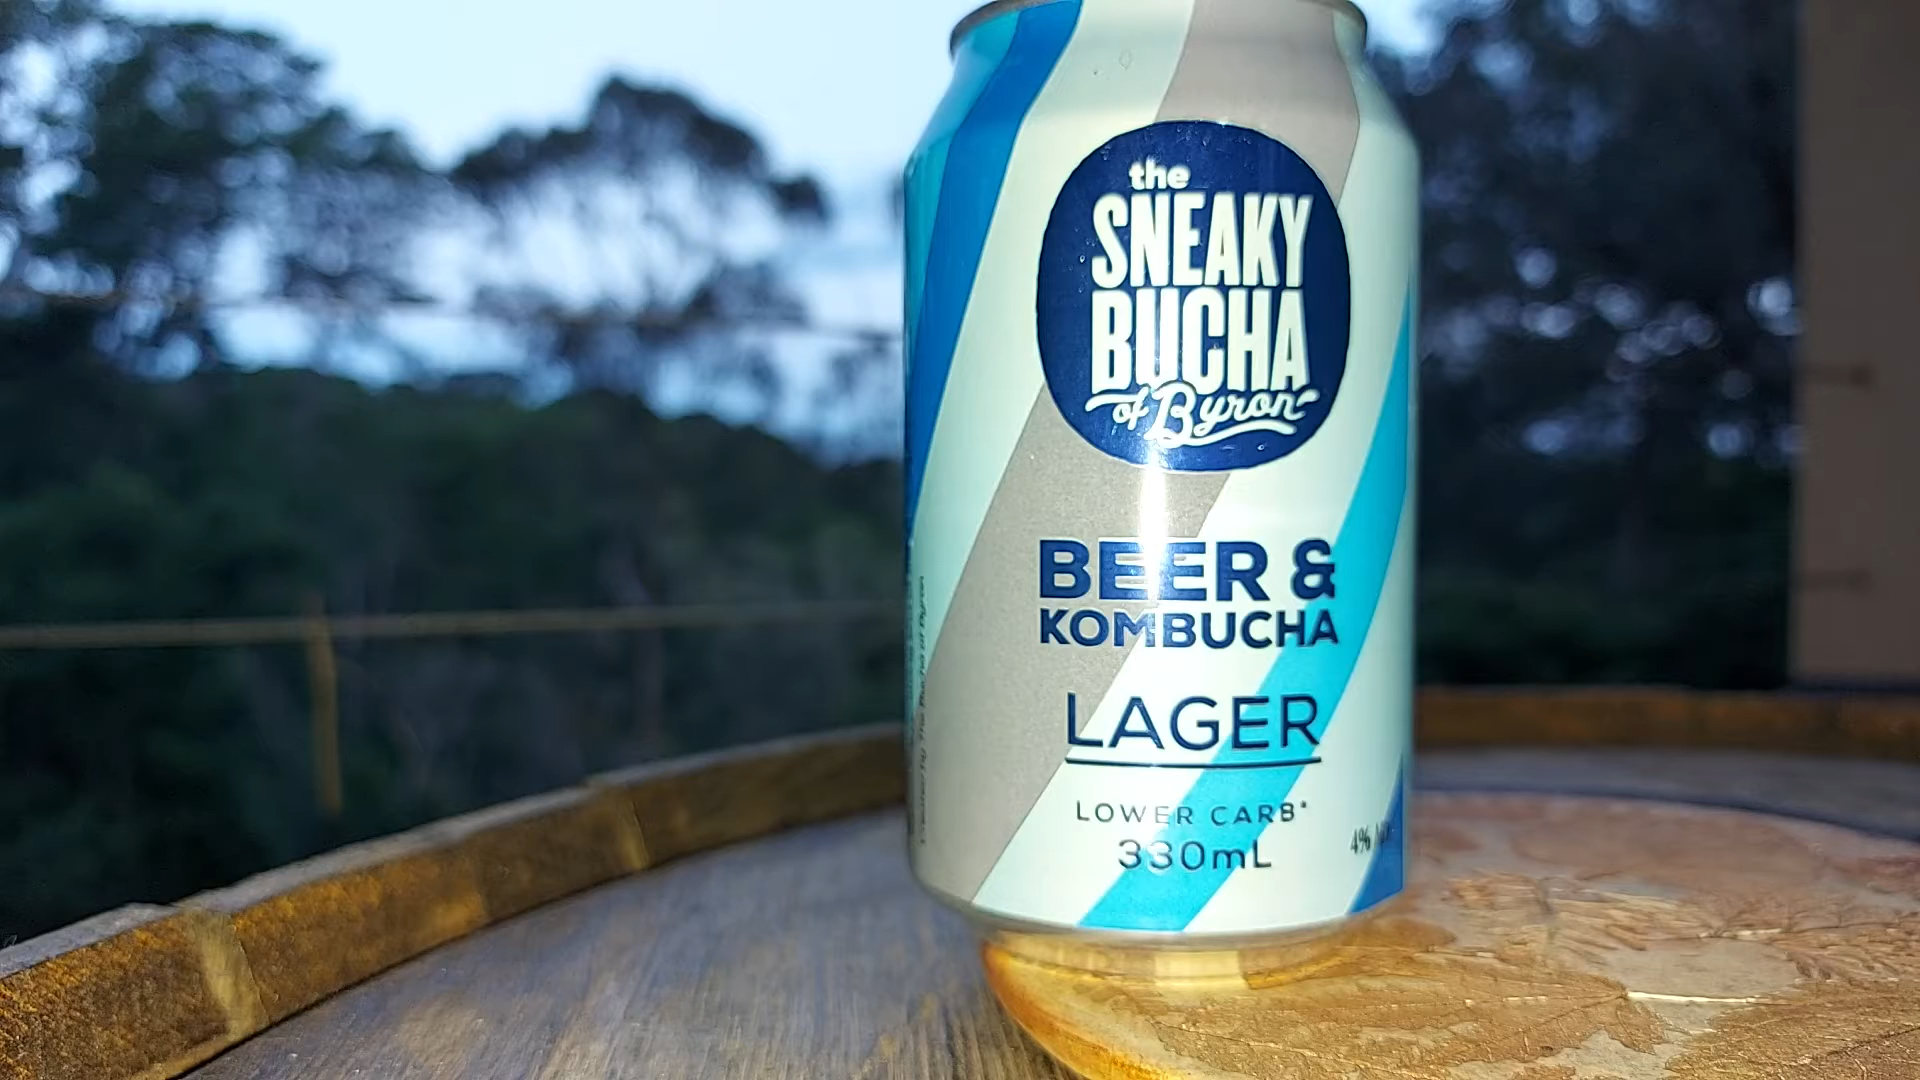 the
SNEAKY
BUCHA
of Byron
BEER &
KOMBUCHA
LAGER
LOWER CARB*
330mL
4%